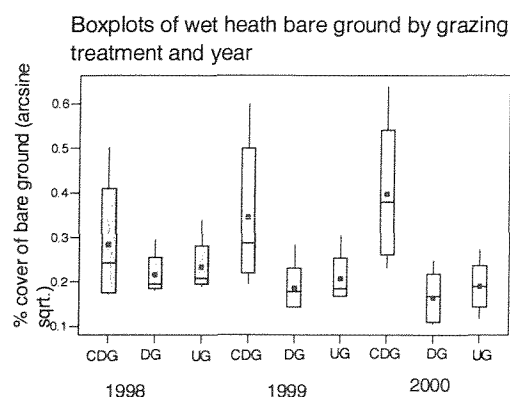 Boxplots of wet heath bare ground by grazing
treatment and year
% cover of bare ground (arcsine
sqrt.)
0.6
0.5
0.4
0.3
0.2
0.1
CDG DG UG CDG DG UG CDG DG UG
1998 1999 2000